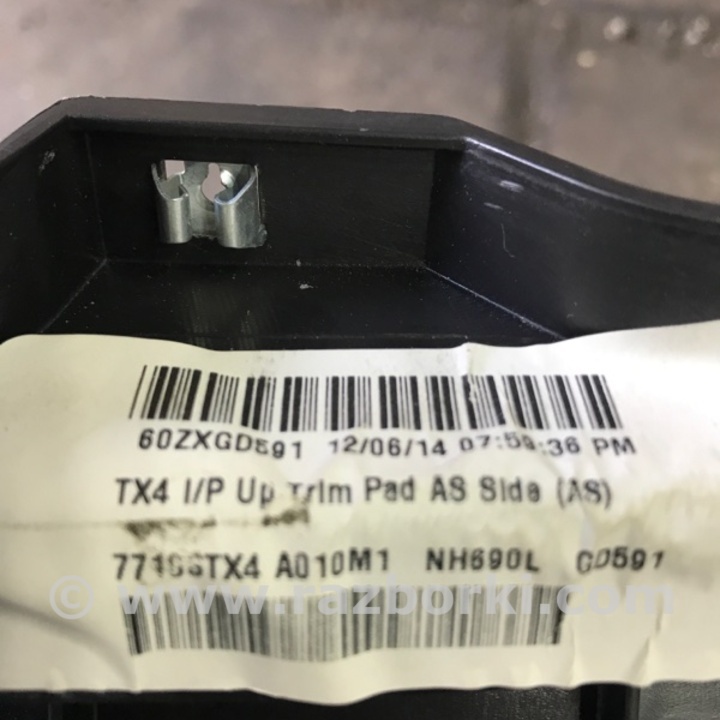 60ZXGD591 12/06/14 07:59:36 PM
TX4 I/P Up Trim Pad AS Side (AS)
77196TX4 A010M1 NH690L GD591
© www.razborki.com